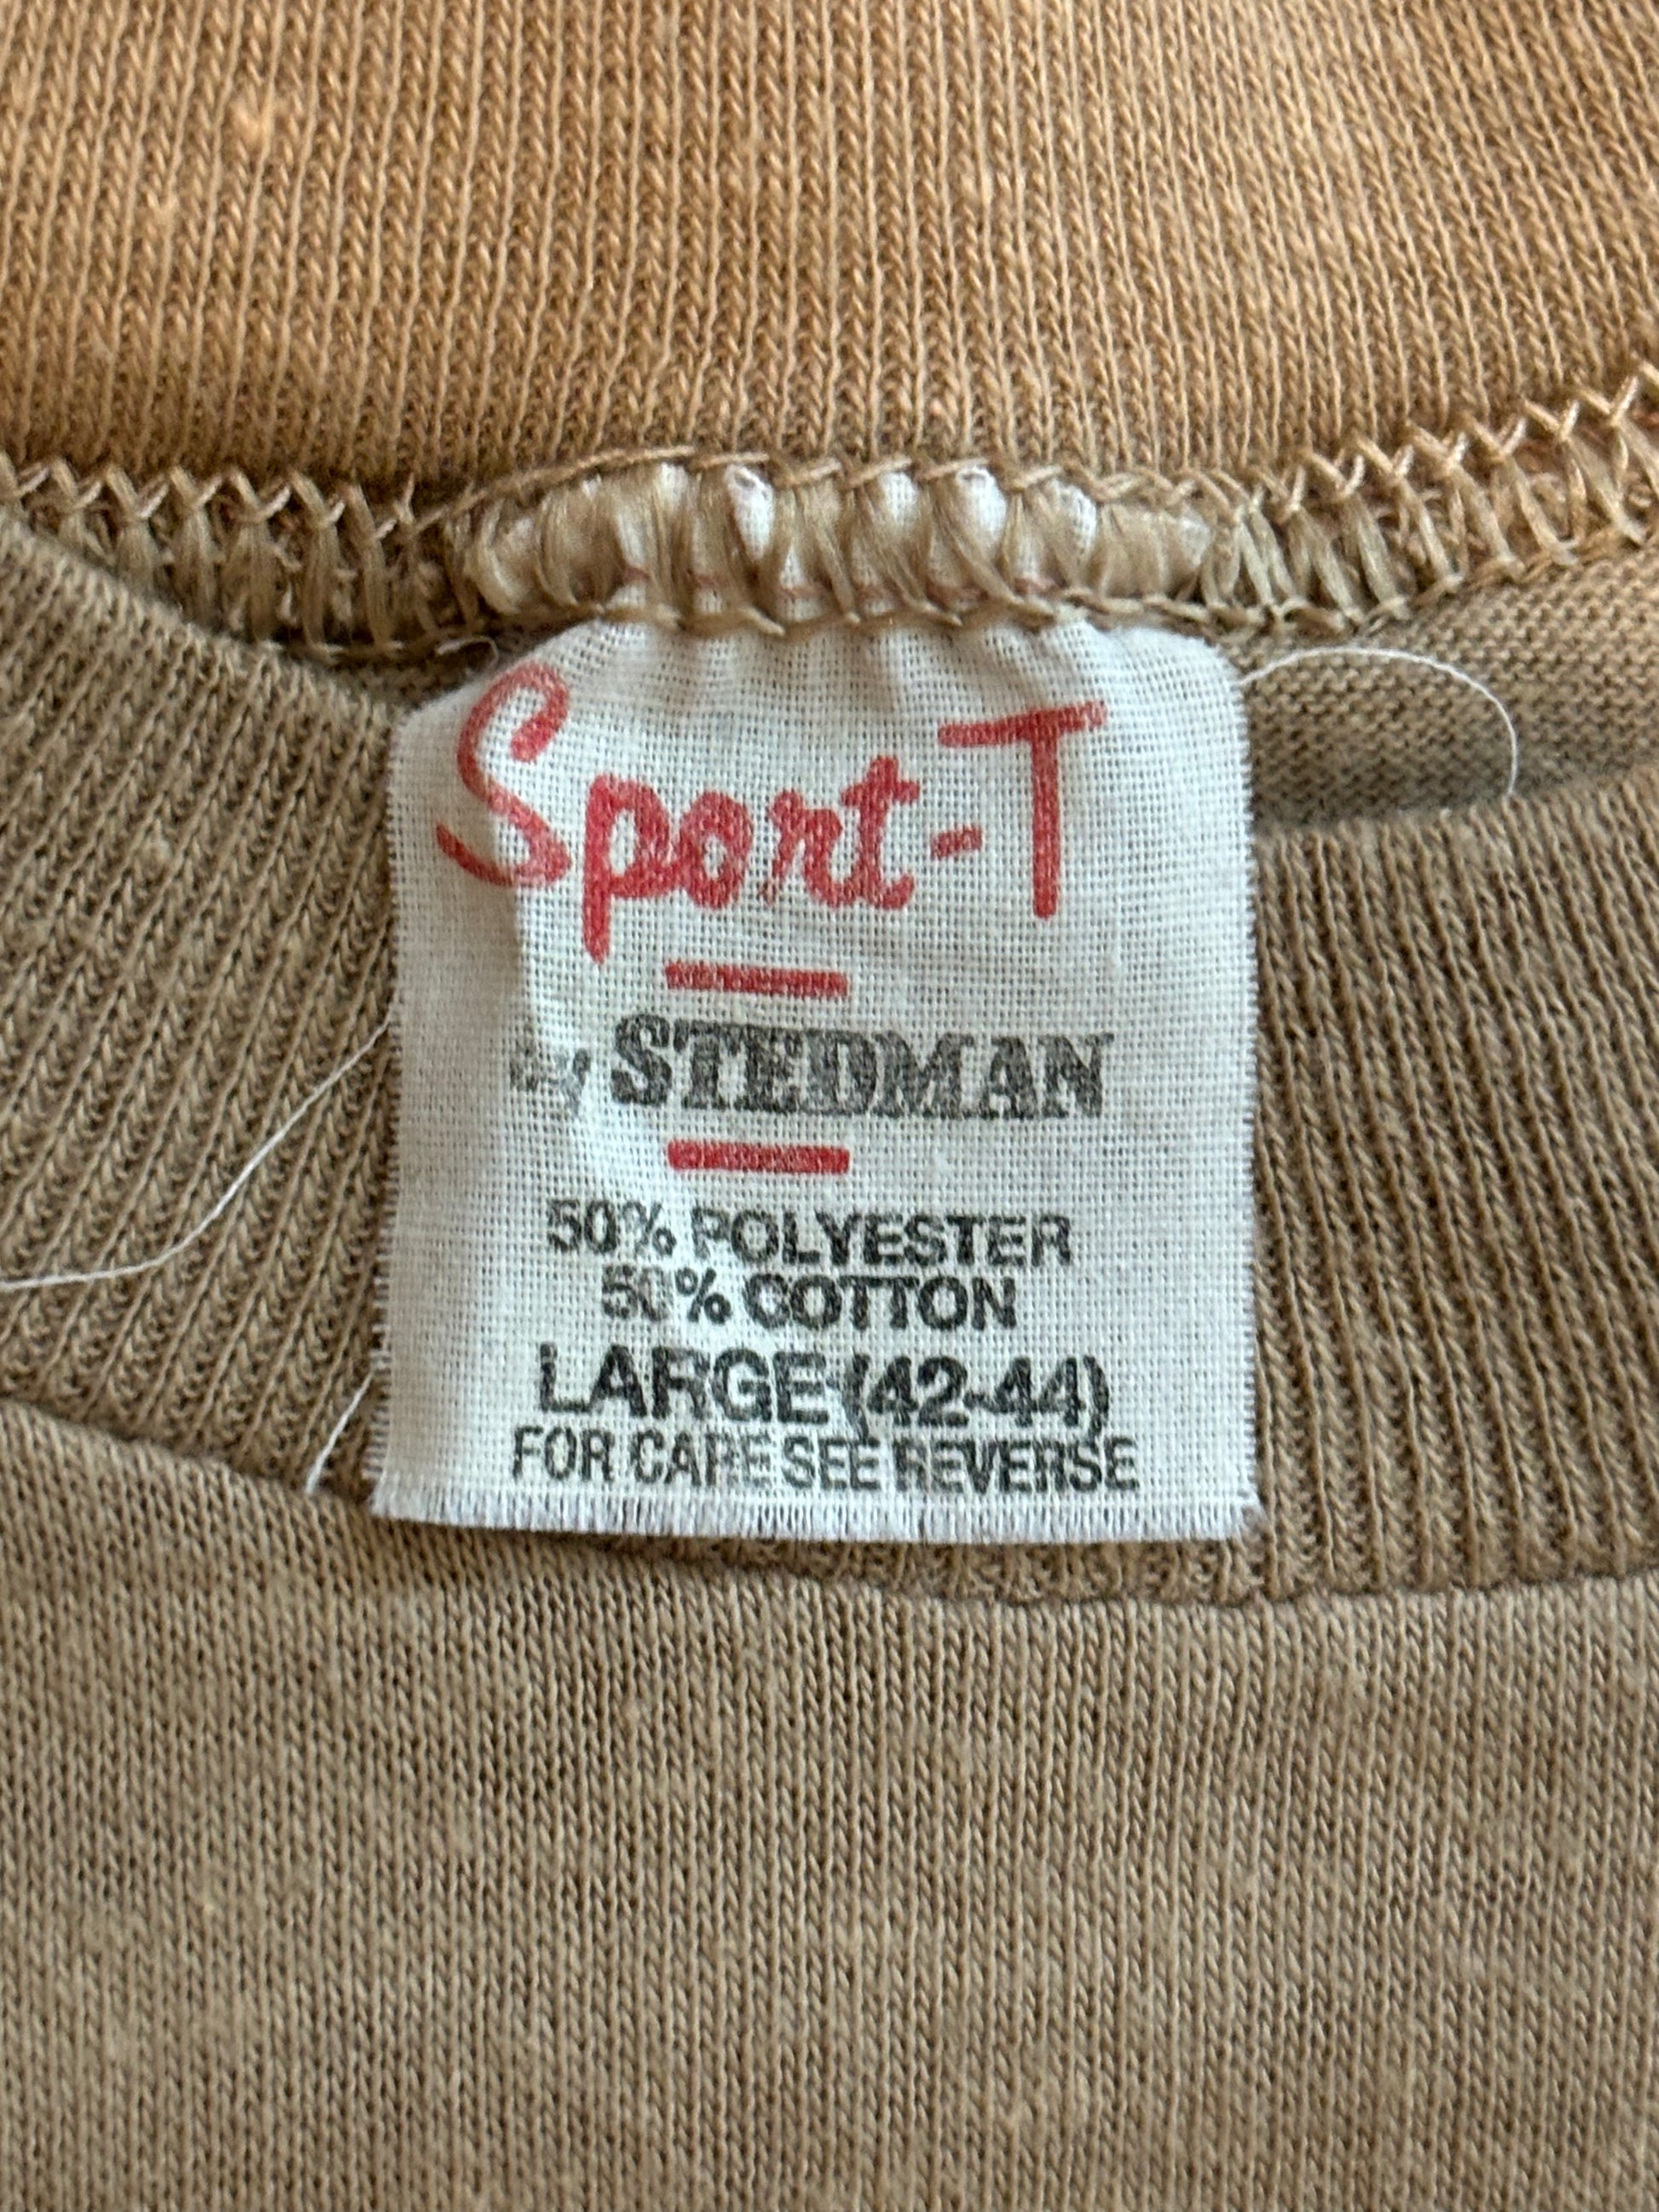 Sport-T
by STEDMAN
50% POLYESTER
50% COTTON
LARGE (42-44)
FOR CARE SEE REVERSE